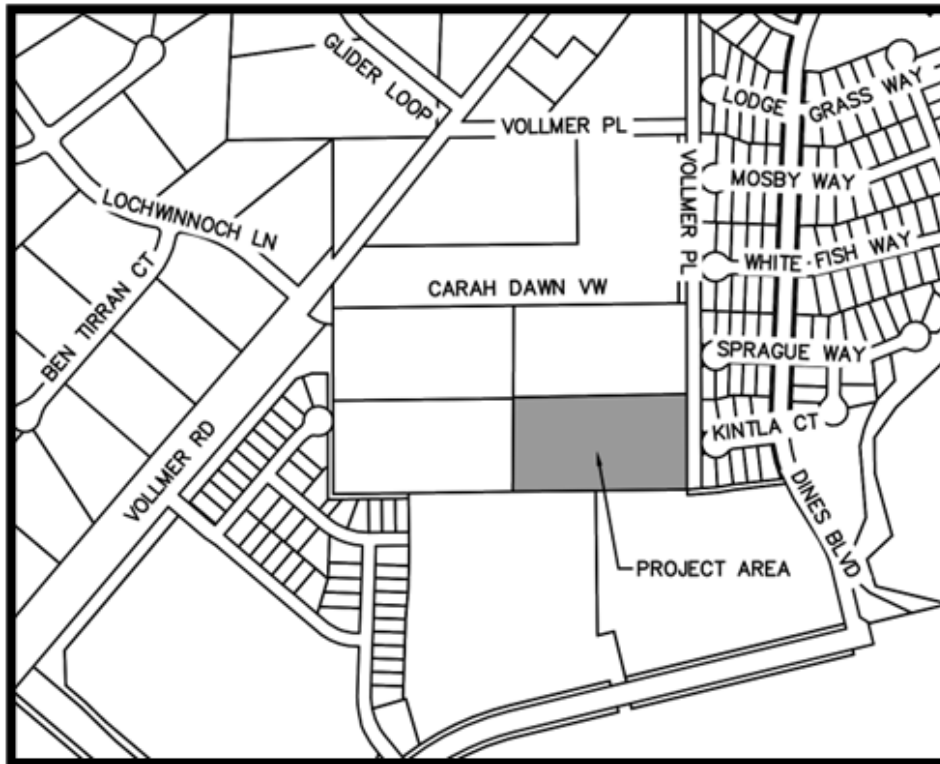 GLIDER LOOP
VOLLMER PL
LODGE GRASS WAY
MOSBY WAY
VOLLMER PL
LOCHWINNOCH LN
WHITE FISH WAY
CARAH DAWN VW
BEN TIRRAN CT
SPRAGUE WAY
KINTLA CT
VOLLMER RD
DINES BLVD
PROJECT AREA